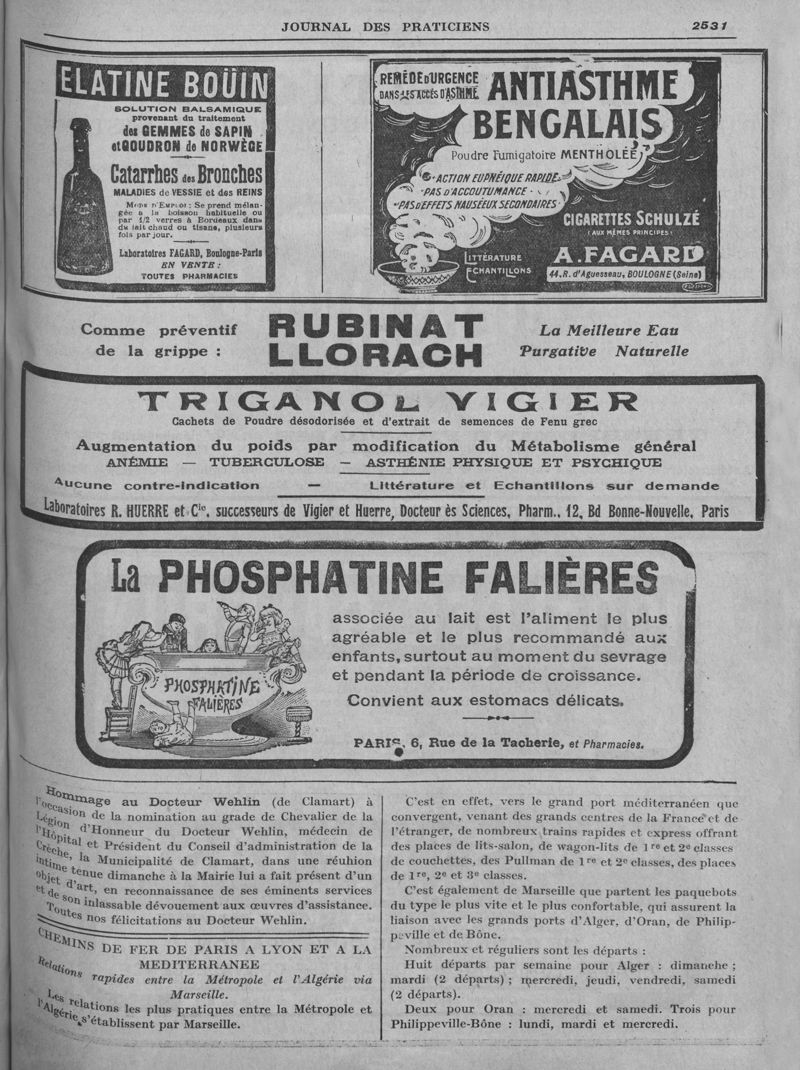 JOURNAL DES PRATICIENS 2531
ELATINE BOÜIN
SOLUTION BALSAMIQUE
provenant du traitement
des GEMMES de SAPIN
et GOUDRON de NORWÈGE
Catarrhes des Bronches
MALADIES de VESSIE et des REINS
MODE D'EMPLOI : Se prend mélan-
gée a la boisson habituelle ou
par 1/2 verres à Bordeaux dans
du lait chaud ou tisane, plusieurs
fois par jour.
Laboratoires FAGARD, Boulogne-Paris
EN VENTE :
TOUTES PHARMACIES
REMÈDE D'URGENCE
DANS LES ACCÈS D'ASTHME
ANTIASTHME
BENGALAIS
Poudre Fumigatoire MENTHOLÉE
ACTION EUPNÉIQUE RAPIDE
PAS D'ACCOUTUMANCE
PAS D'EFFETS NAUSÉEUX SECONDAIRES
CIGARETTES SCHULZÉ
(AUX MÊMES PRINCIPES)
LITTÉRATURE
ECHANTILLONS
A. FAGARD
44, R. d'Aguesseau, BOULOGNE (Seine)
Comme préventif
de la grippe :
RUBINAT
LLORACH
La Meilleure Eau
Purgative Naturelle
TRIGANOL VIGIER
Cachets de Poudre désodorisée et d'extrait de semences de Fenu grec
Augmentation du poids par modification du Métabolisme général
ANÉMIE — TUBERCULOSE — ASTHÉNIE PHYSIQUE ET PSYCHIQUE
Aucune contre-indication — Littérature et Echantillons sur demande
Laboratoires R. HUERRE et Cie, successeurs de Vigier et Huerre, Docteur ès Sciences, Pharm., 12, Bd Bonne-Nouvelle, Paris
La PHOSPHATINE FALIÈRES
PHOSPHATINE
FALIÈRES
associée au lait est l'aliment le plus
agréable et le plus recommandé aux
enfants, surtout au moment du sevrage
et pendant la période de croissance.
Convient aux estomacs délicats.
PARIS, 6, Rue de la Tacherie, et Pharmacies.
Hommage au Docteur Wehlin (de Clamart) à
l'occasion de la nomination au grade de Chevalier de la
Légion d'Honneur du Docteur Wehlin, médecin de
l'Hôpital et Président du Conseil d'administration de la
Crèche, la Municipalité de Clamart, dans une réuhion
intime tenue dimanche à la Mairie lui a fait présent d'un
objet d'art, en reconnaissance de ses éminents services
et de son inlassable dévouement aux œuvres d'assistance.
Toutes nos félicitations au Docteur Wehlin.
CHEMINS DE FER DE PARIS A LYON ET A LA
MEDITERRANEE
Relations rapides entre la Métropole et l'Algérie via
Marseille.
Les relations les plus pratiques entre la Métropole et
l'Algérie s'établissent par Marseille.
C'est en effet, vers le grand port méditerranéen que
convergent, venant des grands centres de la France et de
l'étranger, de nombreux trains rapides et express offrant
des places de lits-salon, de wagon-lits de 1re et 2e classes
de couchettes, des Pullman de 1re et 2e classes, des places
de 1re, 2e et 3e classes.
C'est également de Marseille que partent les paquebots
du type le plus vite et le plus confortable, qui assurent la
liaison avec les grands ports d'Alger, d'Oran, de Philip-
peville et de Bône.
Nombreux et réguliers sont les départs :
Huit départs par semaine pour Alger : dimanche ;
mardi (2 départs) ; mercredi, jeudi, vendredi, samedi
(2 départs).
Deux pour Oran : mercredi et samedi. Trois pour
Philippeville-Bône : lundi, mardi et mercredi.